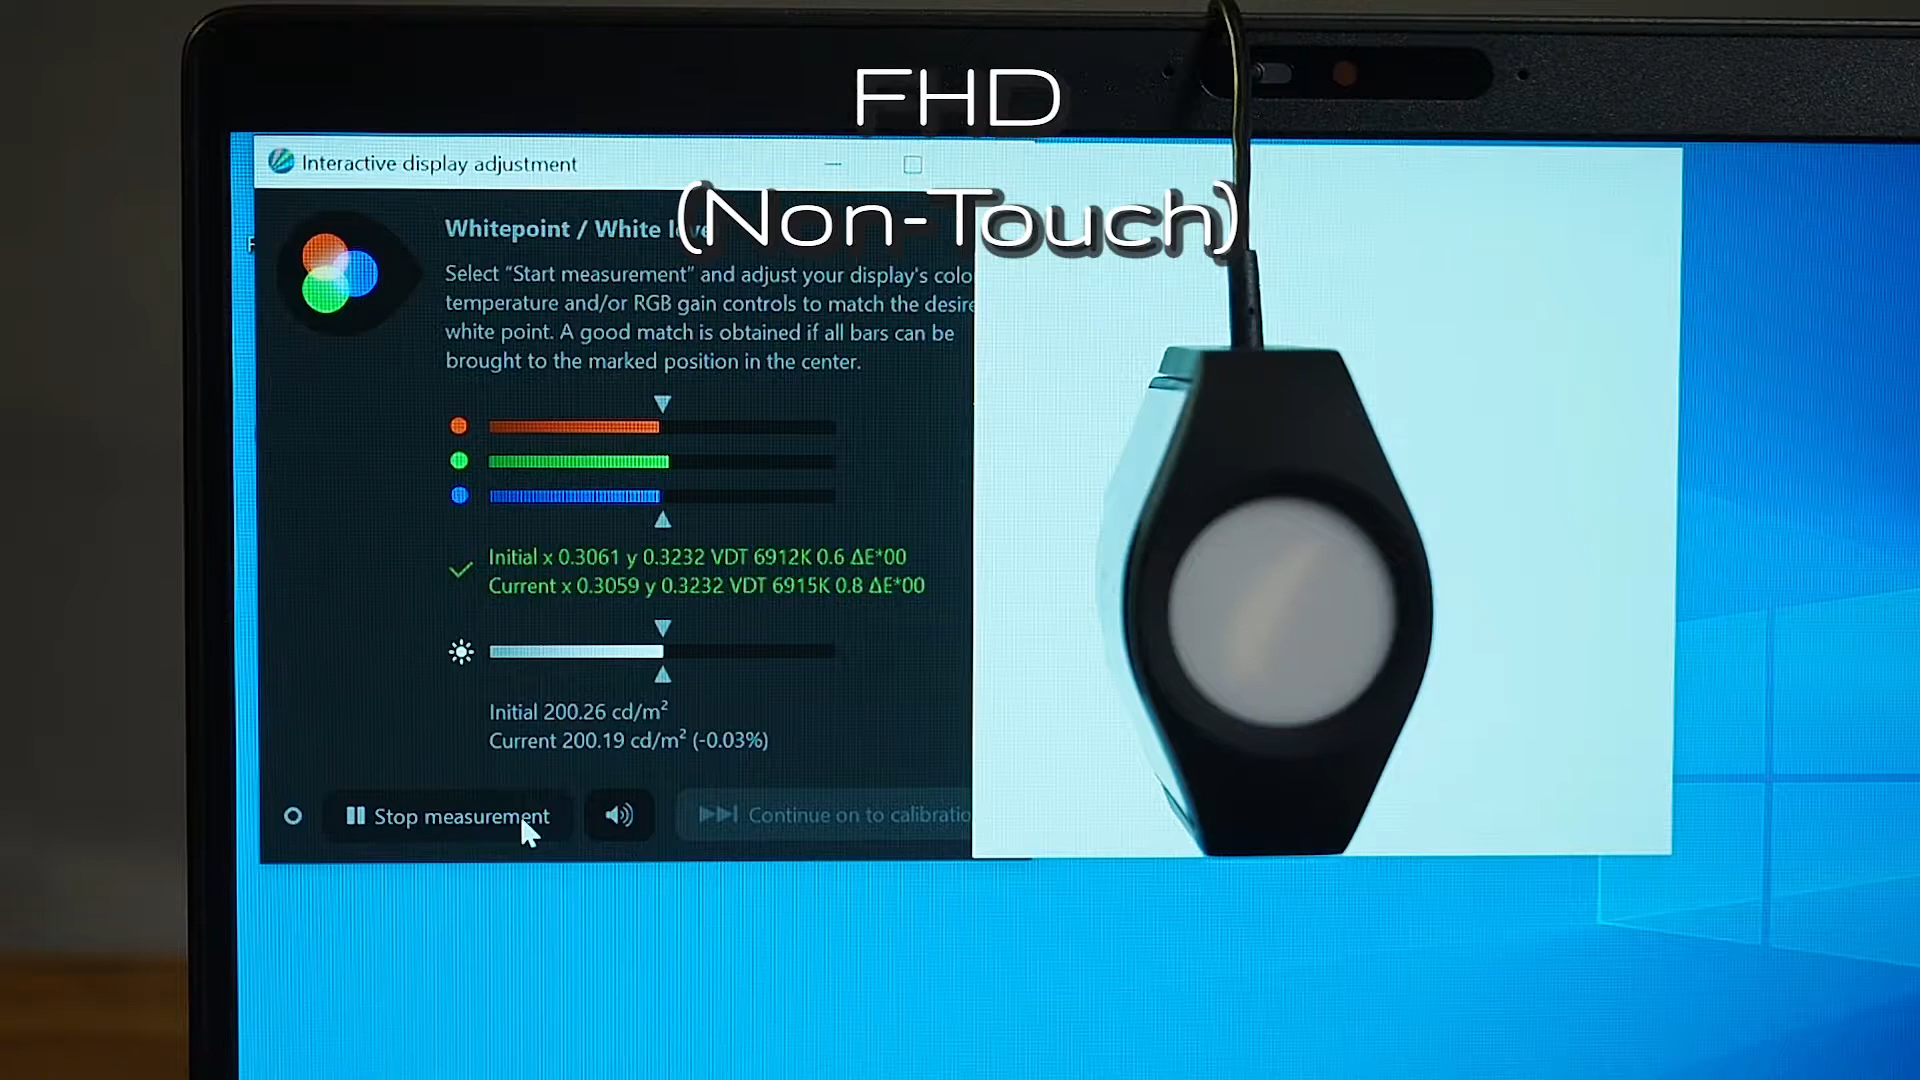 FHD
(Non-Touch)
Interactive display adjustment
Whitepoint / White
Select “Start measurement” and adjust your display's colo
temperature and/or RGB gain controls to match the desire
white point. A good match is obtained if all bars can be
brought to the marked position in the center.
Initial x 0.3061 y 0.3232 VDT 6912K 0.6 ΔE*00
Current x 0.3059 y 0.3232 VDT 6915K 0.8 ΔE*00
Initial 200.26 cd/m²
Current 200.19 cd/m² (-0.03%)
Stop measurement
Continue on to calibratio